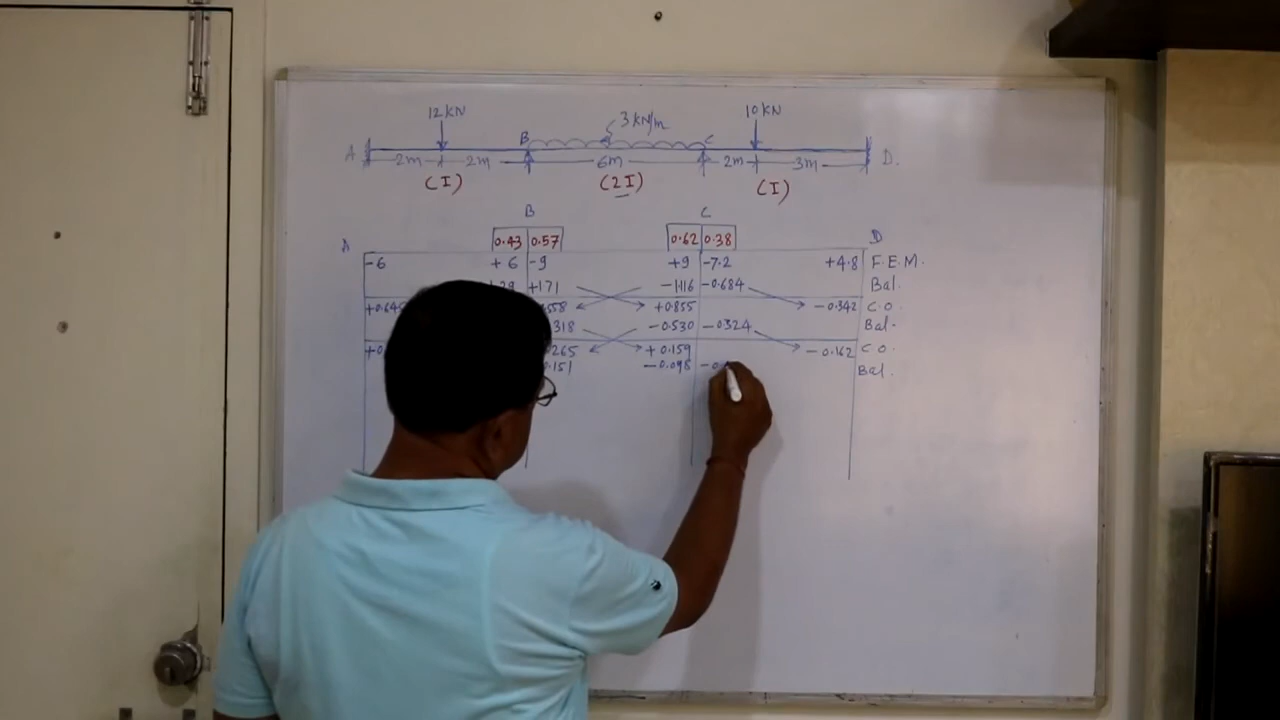 12 kN 3 kN/m 10 kN
A B C D.
2m 2m 6m 2m 3m
(I) (2I) (I)
B C
A 0.43 0.57 0.62 0.38 D
-6 +6 -9 +9 -7.2 +4.8 F.E.M.
+1.71 -1.116 -0.684 Bal.
+0.855 -0.342 C.O.
-0.530 -0.324 Bal.
+0.159 -0.162 C.O.
-0.098 Bal.